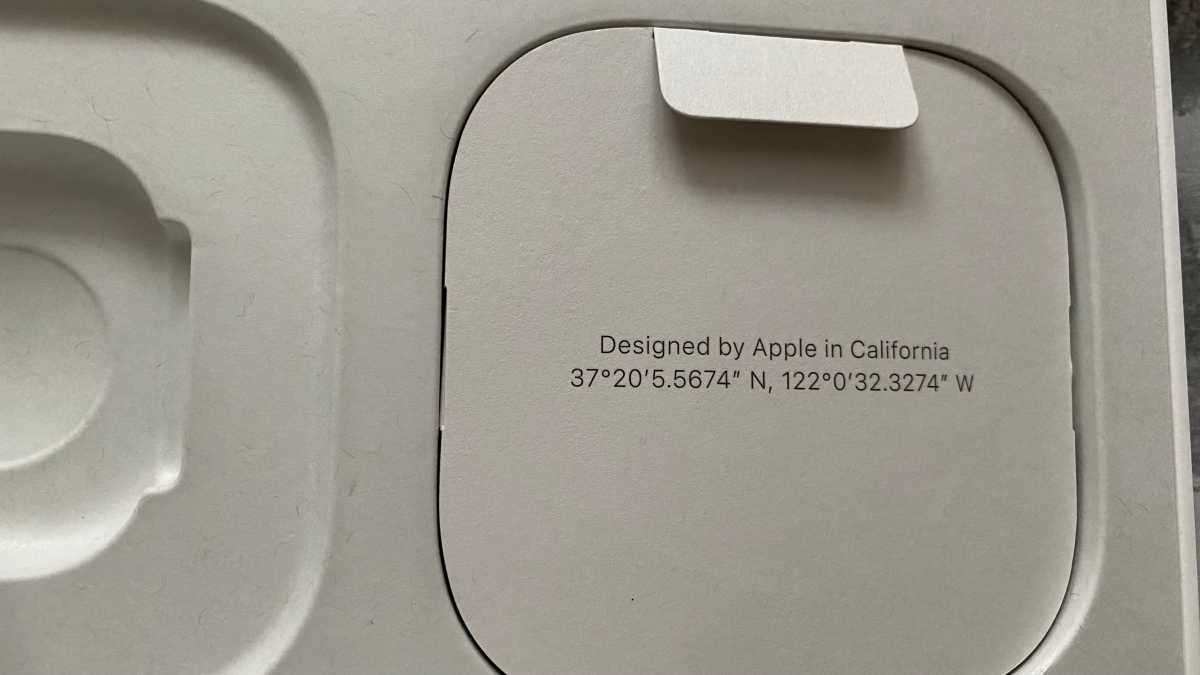 Designed by Apple in California
37°20′5.5674″ N, 122°0′32.3274″ W